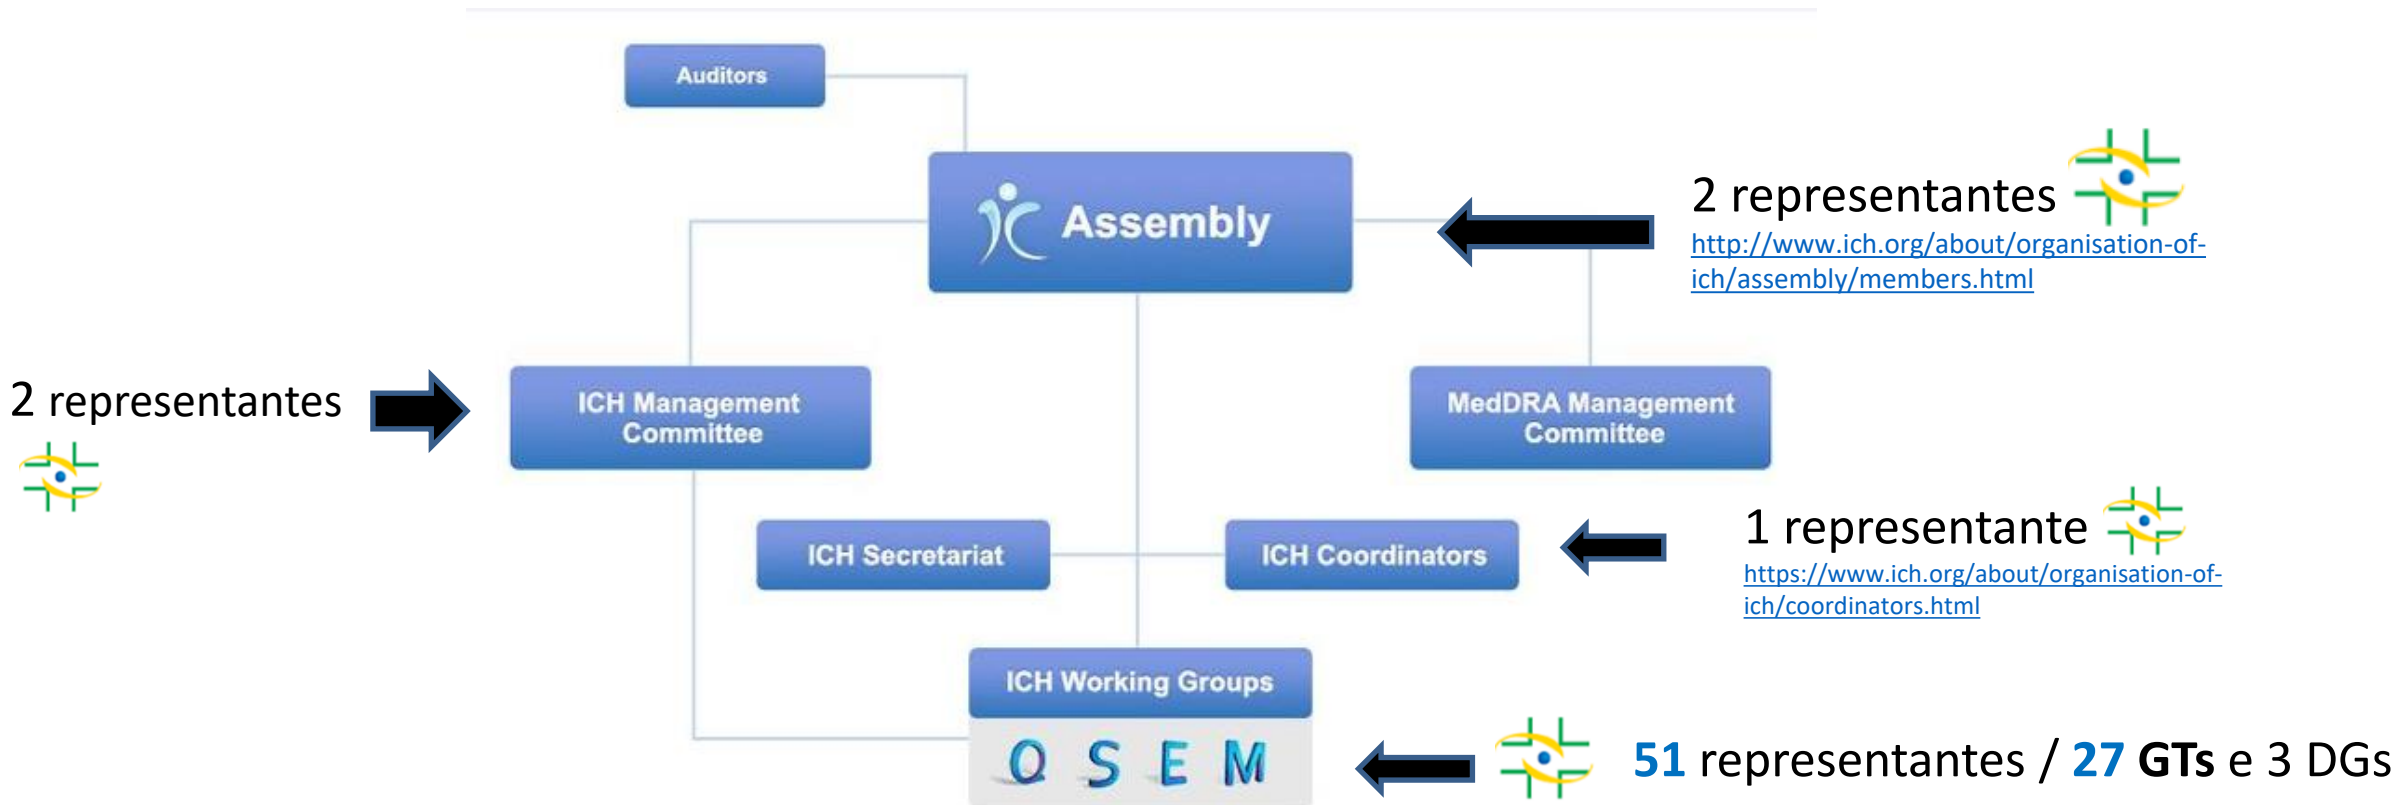 Auditors
Assembly
2 representantes
http://www.ich.org/about/organisation-of-
ich/assembly/members.html
2 representantes
ICH Management
Committee
MedDRA Management
Committee
ICH Secretariat
ICH Coordinators
1 representante
https://www.ich.org/about/organisation-of-
ich/coordinators.html
ICH Working Groups
Q S E M
51 representantes / 27 GTs e 3 DGs